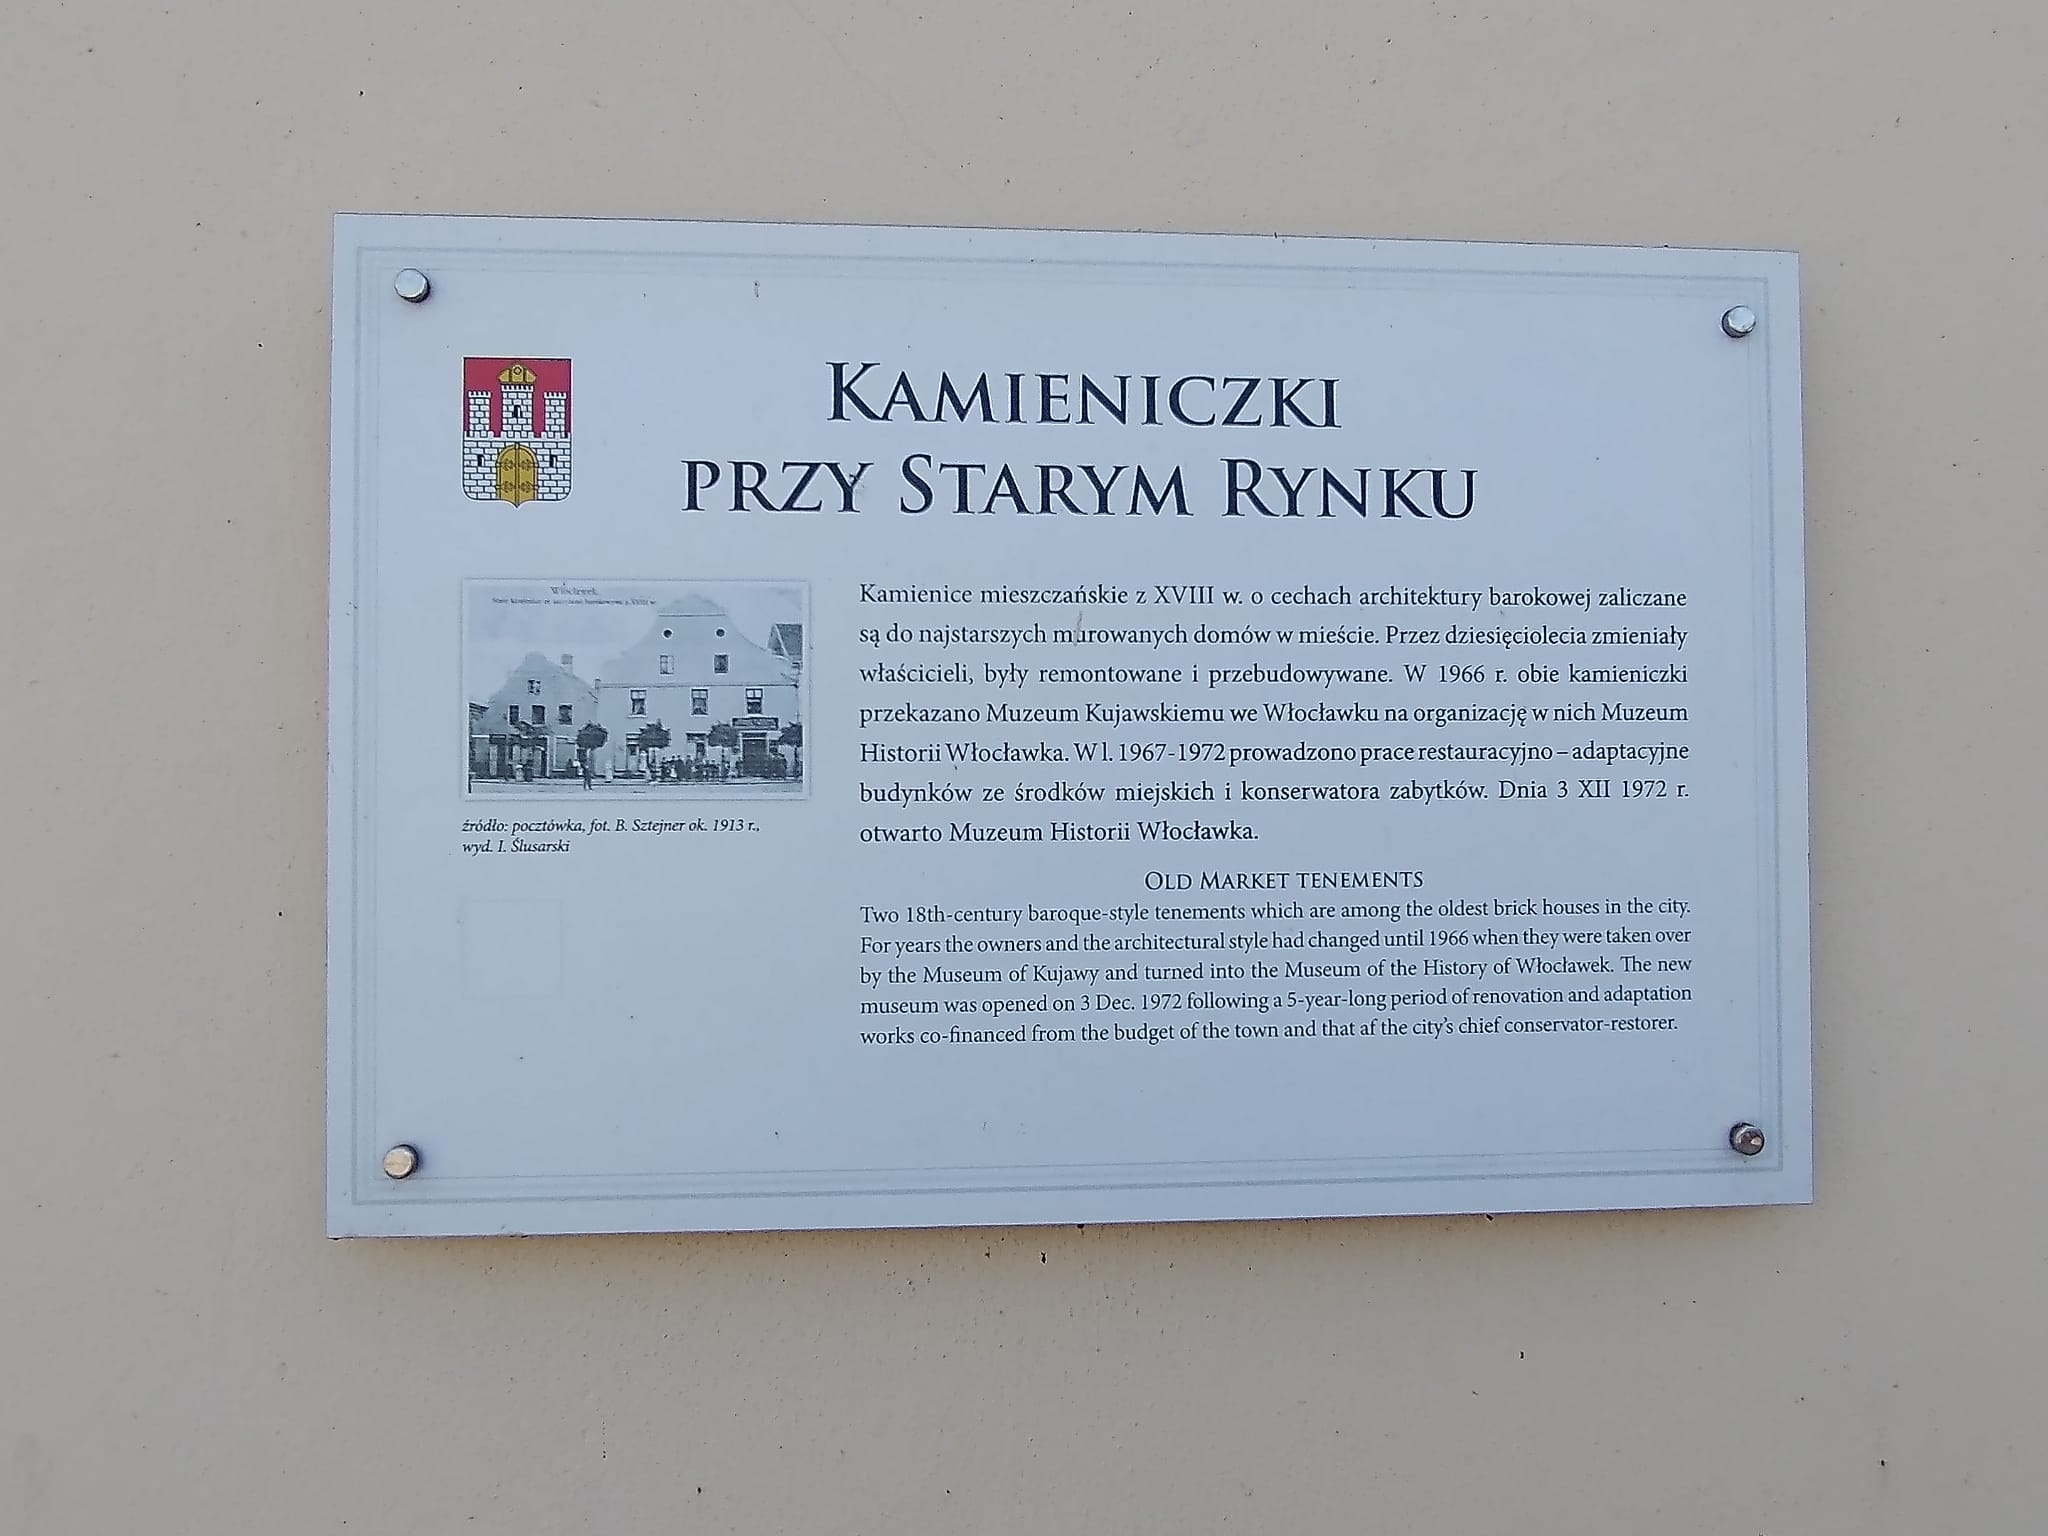 KAMIENICZKI
PRZY STARYM RYNKU
Włocławek.
Kamienice mieszczańskie z XVIII w. o cechach architektury barokowej zaliczane
są do najstarszych murowanych domów w mieście. Przez dziesięciolecia zmieniały
właścicieli, były remontowane i przebudowywane. W 1966 r. obie kamieniczki
przekazano Muzeum Kujawskiemu we Włocławku na organizację w nich Muzeum
Historii Włocławka. W l. 1967-1972 prowadzono prace restauracyjno – adaptacyjne
budynków ze środków miejskich i konserwatora zabytków. Dnia 3 XII 1972 r.
otwarto Muzeum Historii Włocławka.
źródło: pocztówka, fot. B. Sztejner ok. 1913 r.,
wyd. I. Ślusarski
OLD MARKET TENEMENTS
Two 18th-century baroque-style tenements which are among the oldest brick houses in the city.
For years the owners and the architectural style had changed until 1966 when they were taken over
by the Museum of Kujawy and turned into the Museum of the History of Włocławek. The new
museum was opened on 3 Dec. 1972 following a 5-year-long period of renovation and adaptation
works co-financed from the budget of the town and that af the city's chief conservator-restorer.